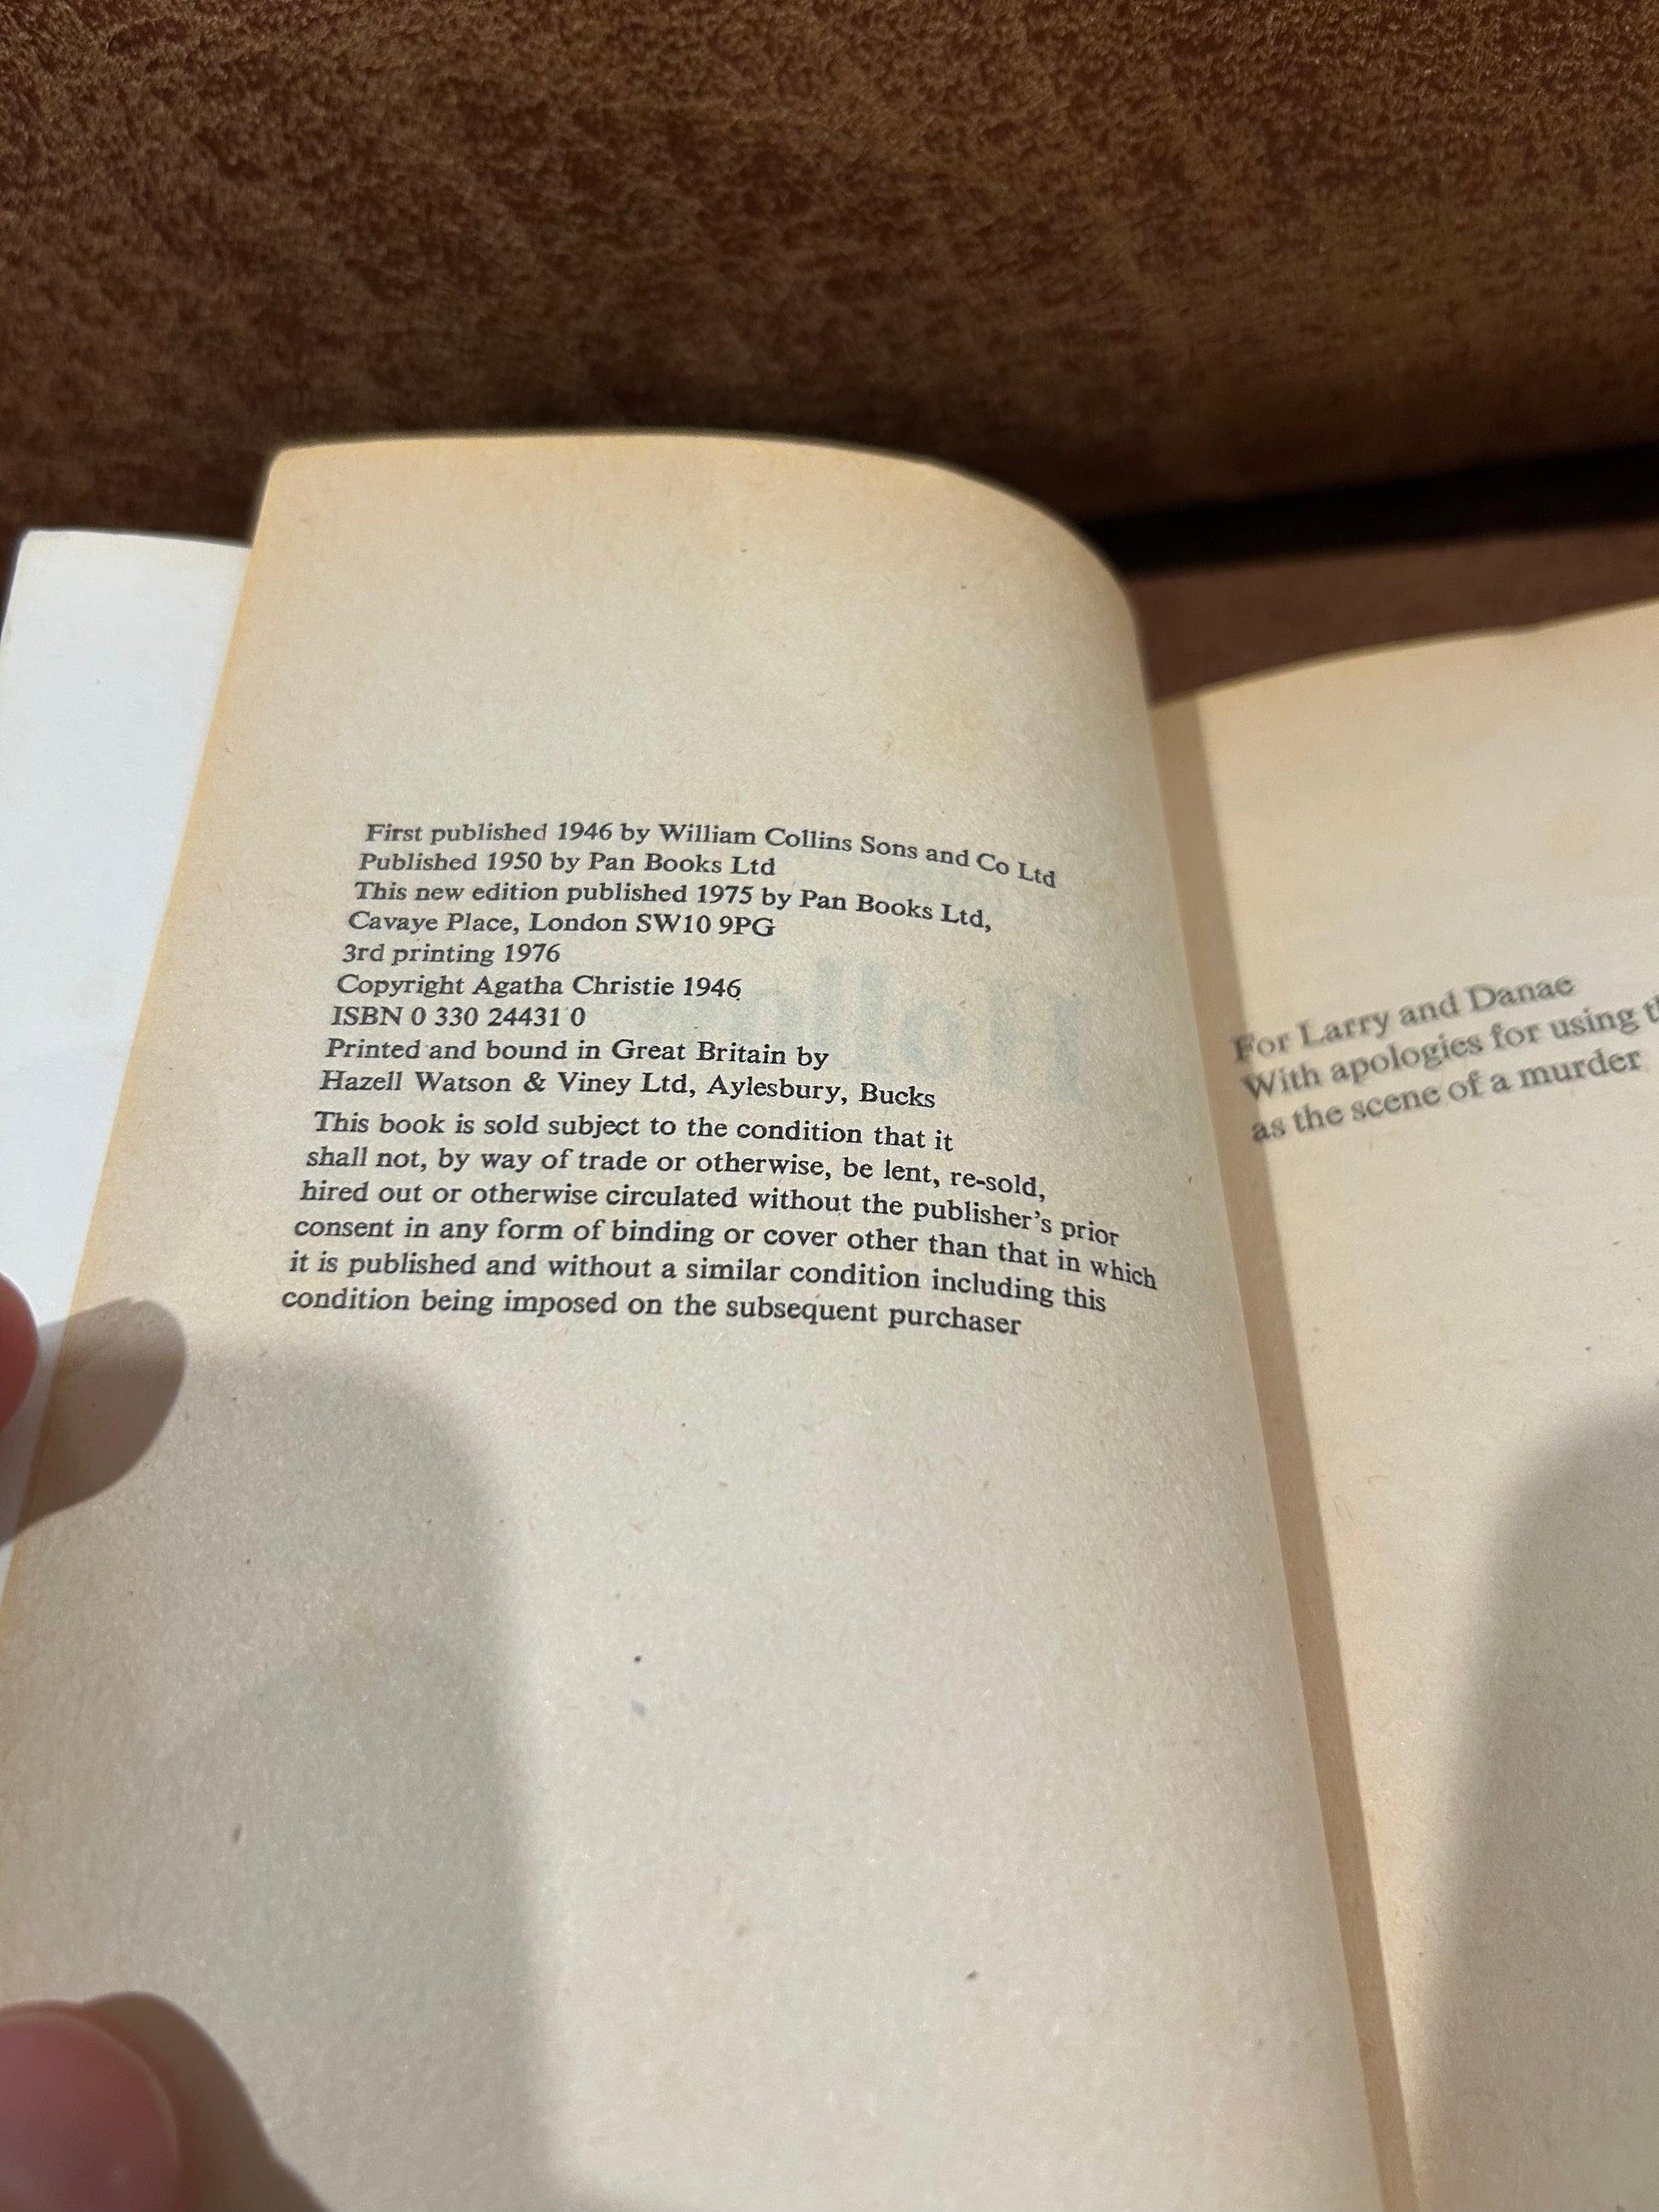 First published 1946 by William Collins Sons and Co Ltd
Published 1950 by Pan Books Ltd
This new edition published 1975 by Pan Books Ltd,
Cavaye Place, London SW10 9PG
3rd printing 1976
Copyright Agatha Christie 1946
ISBN 0 330 24431 0
Printed and bound in Great Britain by
Hazell Watson & Viney Ltd, Aylesbury, Bucks
This book is sold subject to the condition that it
shall not, by way of trade or otherwise, be lent, re-sold,
hired out or otherwise circulated without the publisher's prior
consent in any form of binding or cover other than that in which
it is published and without a similar condition including this
condition being imposed on the subsequent purchaser
For Larry and Danae
With apologies for using
as the scene of a murder